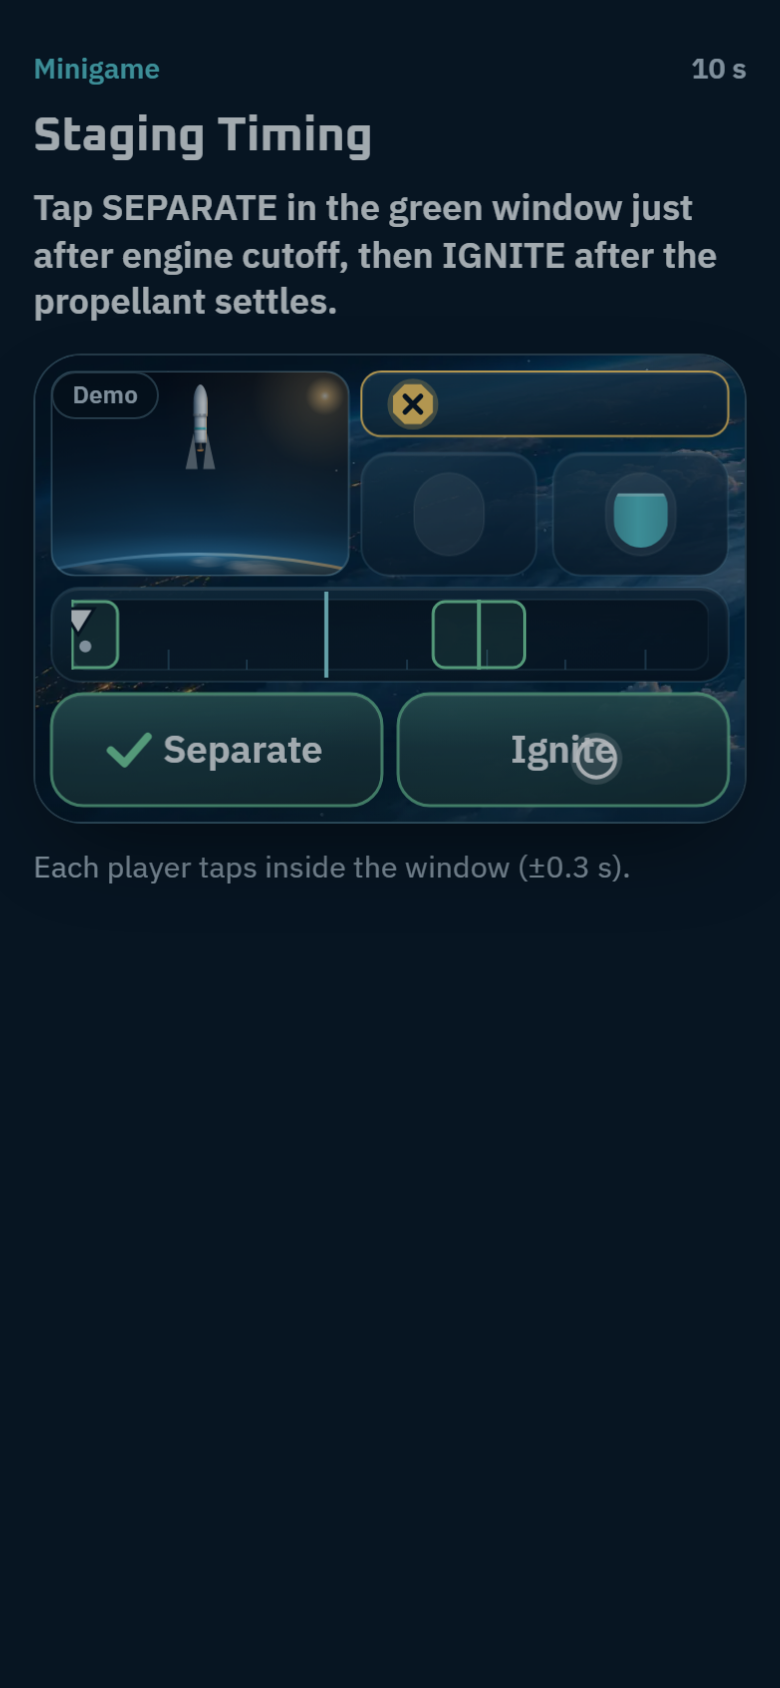 Minigame
10 s
Staging Timing
Tap SEPARATE in the green window just
after engine cutoff, then IGNITE after the
propellant settles.
Demo
Separate
Ignite
Each player taps inside the window (±0.3 s).